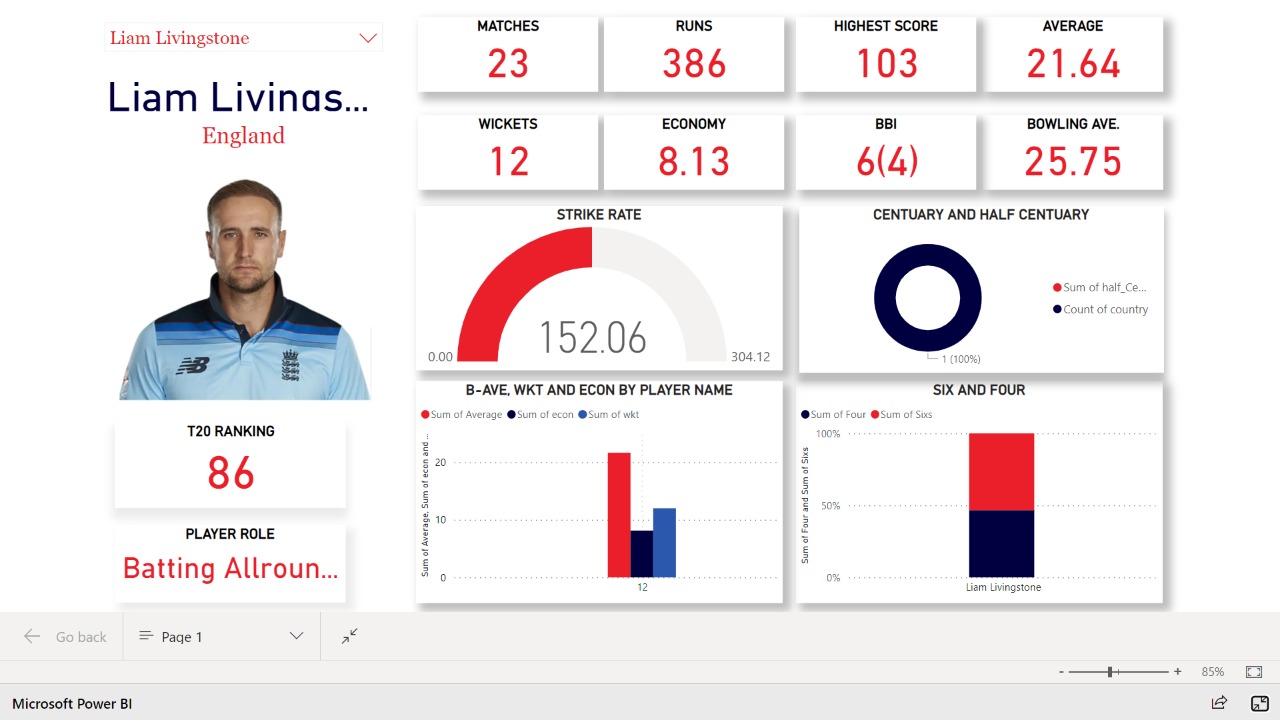 Liam Livingstone
Liam Livinas...
England
T20 RANKING
86
PLAYER ROLE
Batting Allroun...
MATCHES
23
RUNS
386
HIGHEST SCORE
103
AVERAGE
21.64
WICKETS
12
ECONOMY
8.13
BBI
6(4)
BOWLING AVE.
25.75
STRIKE RATE
152.06
0.00
304.12
CENTUARY AND HALF CENTUARY
Sum of half_Ce...
Count of country
1 (100%)
B-AVE, WKT AND ECON BY PLAYER NAME
Sum of Average Sum of econ Sum of wkt
Sum of Average, Sum of econ and ...
20
10
0
12
SIX AND FOUR
Sum of Four Sum of Sixs
Sum of Four and Sum of Sixs
100%
50%
0%
Liam Livingstone
NB
Go back
Page 1
- + 85%
Microsoft Power BI